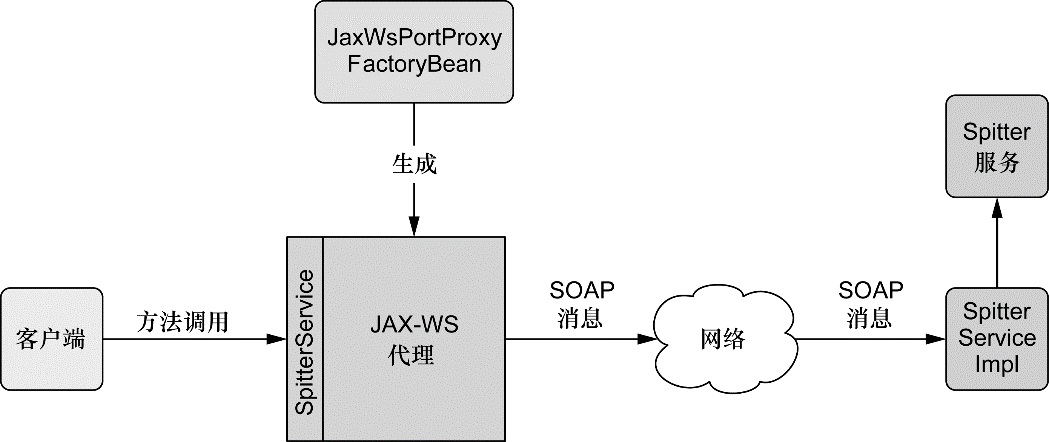 JaxWsPortProxy
FactoryBean
生成
客户端
方法调用
SpitterService
JAX-WS
代理
SOAP
消息
网络
SOAP
消息
Spitter
服务
Spitter
Service
Impl